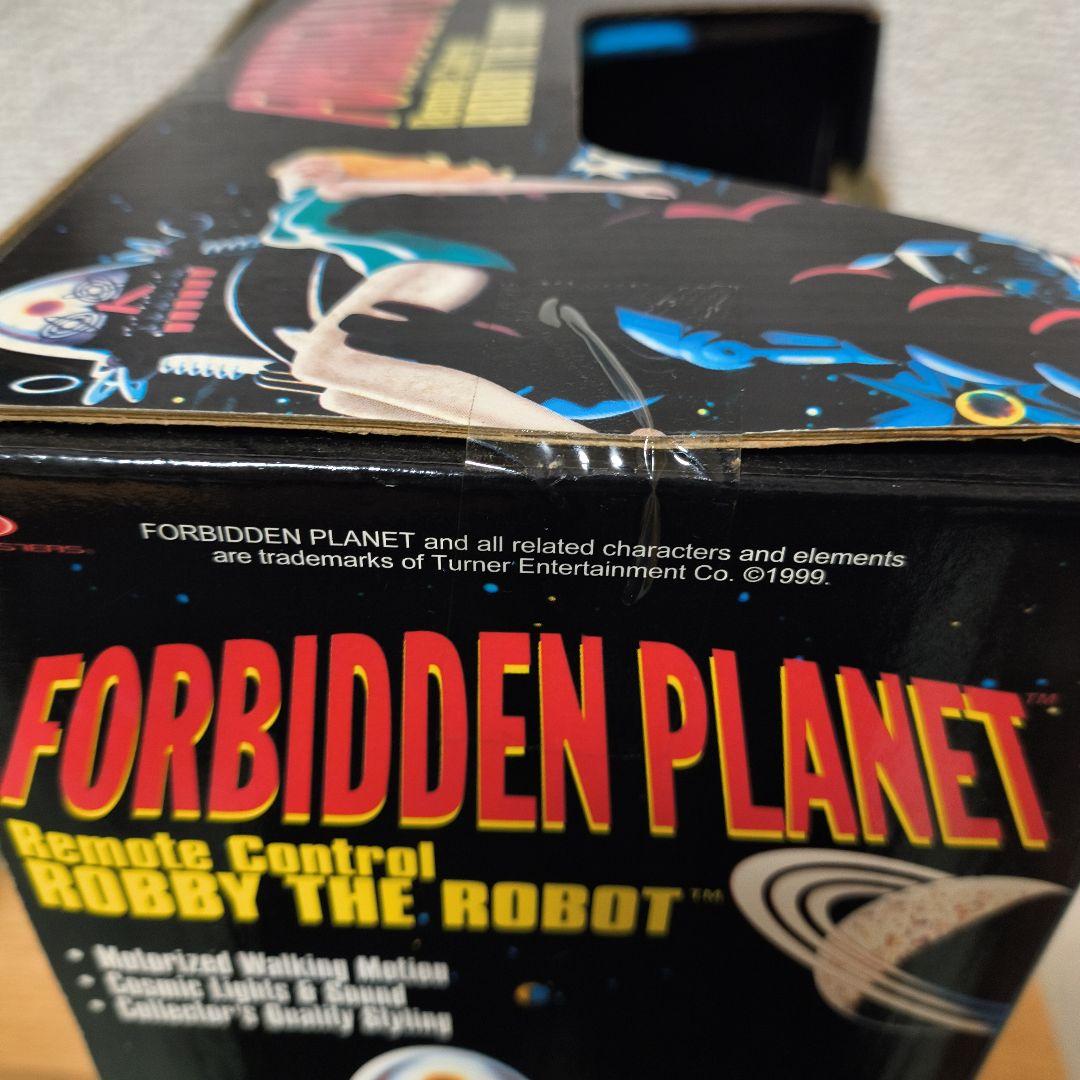 STERS
FORBIDDEN PLANET and all related characters and elements
are trademarks of Turner Entertainment Co. ©1999.
FORBIDDEN PLANET™
Remote Control
ROBBY THE ROBOT™
• Motorized Walking Motion
• Cosmic Lights & Sound
• Collector's Quality Styling